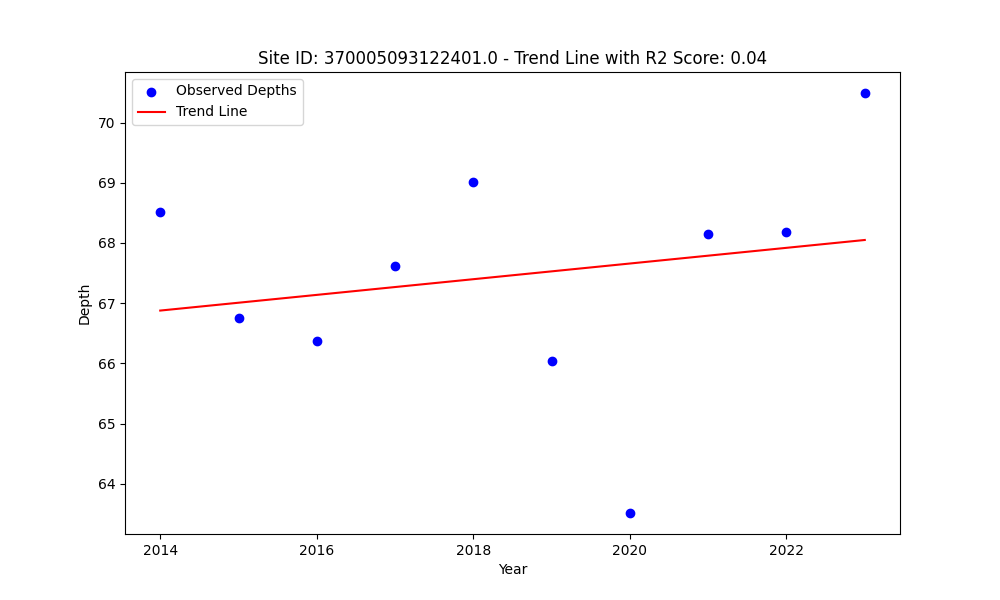 Site ID: 370005093122401.0 - Trend Line with R2 Score: 0.04
Observed Depths
Trend Line
70
69
68
67
66
65
64
Depth
2014
2016
2018
2020
2022
Year